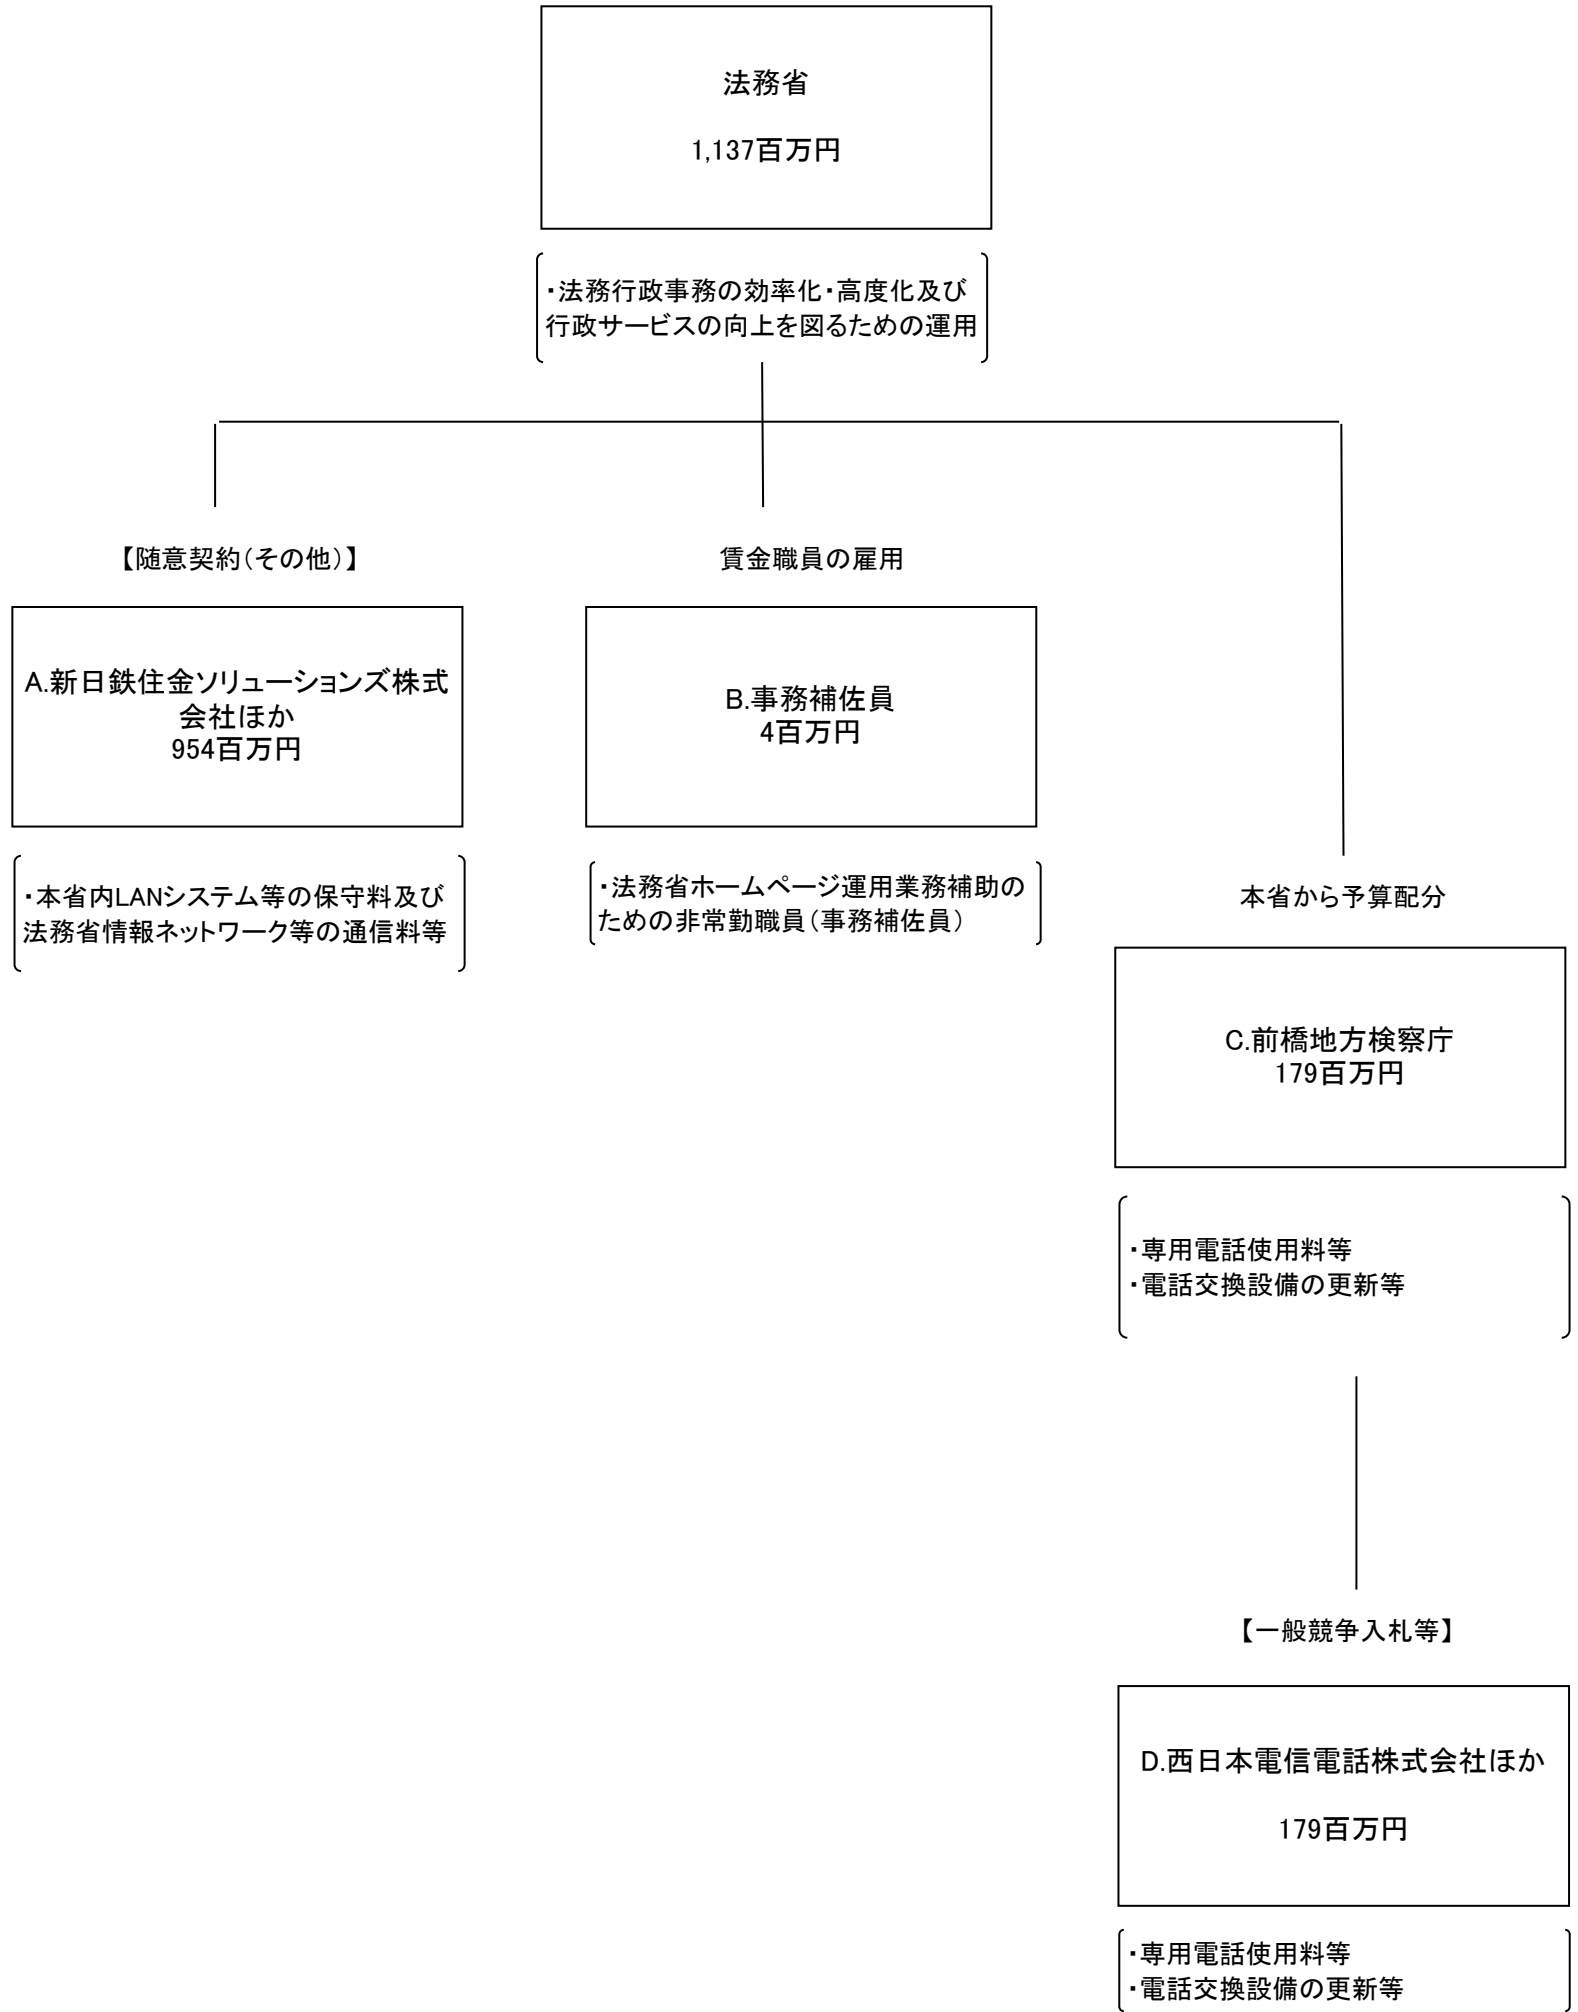 法務省
1,137百万円
・法務行政事務の効率化・高度化及び
行政サービスの向上を図るための運用
【随意契約（その他）】
賃金職員の雇用
A.新日鉄住金ソリューションズ株式
会社ほか
954百万円
B.事務補佐員
4百万円
・本省内LANシステム等の保守料及び
法務省情報ネットワーク等の通信料等
・法務省ホームページ運用業務補助の
ための非常勤職員（事務補佐員）
本省から予算配分
C.前橋地方検察庁
179百万円
・専用電話使用料等
・電話交換設備の更新等
【一般競争入札等】
D.西日本電信電話株式会社ほか
179百万円
・専用電話使用料等
・電話交換設備の更新等